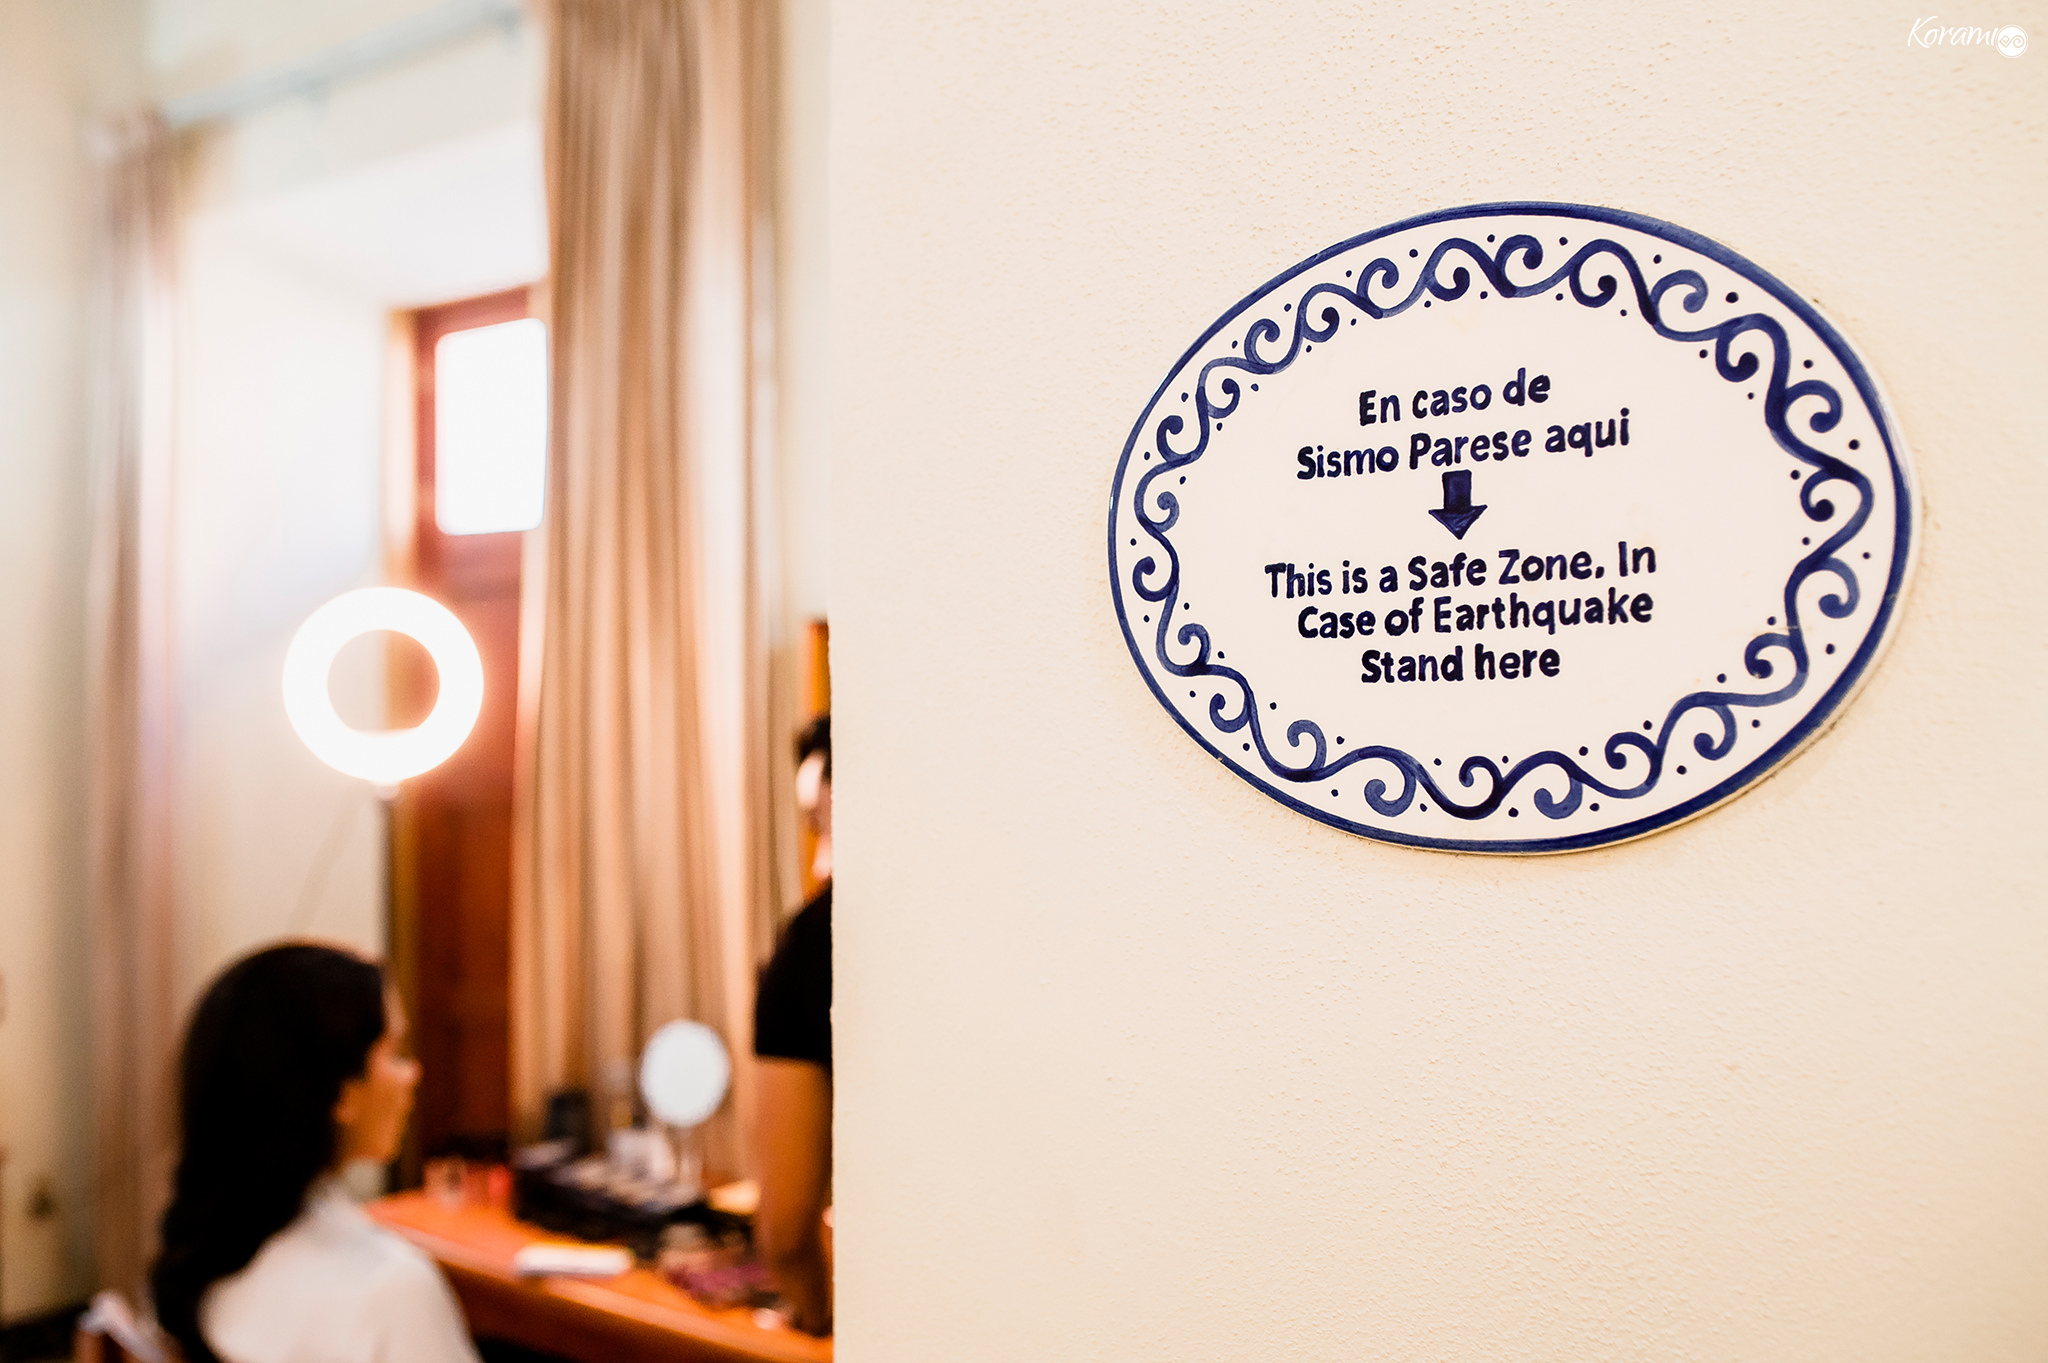 Korami
En caso de
Sismo Parese aqui
This is a Safe Zone. In
Case of Earthquake
Stand here